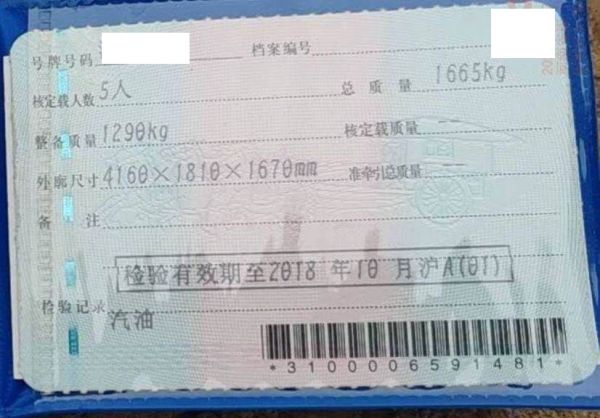 号牌号码 档案编号
核定载人数 5人 总质量 1665kg
整备质量 1290kg 核定载质量
外廓尺寸 4160×1810×1670mm 准牵引总质量
备注
检验有效期至2018年10月沪A(01)
检验记录
汽油
*3100006591481*